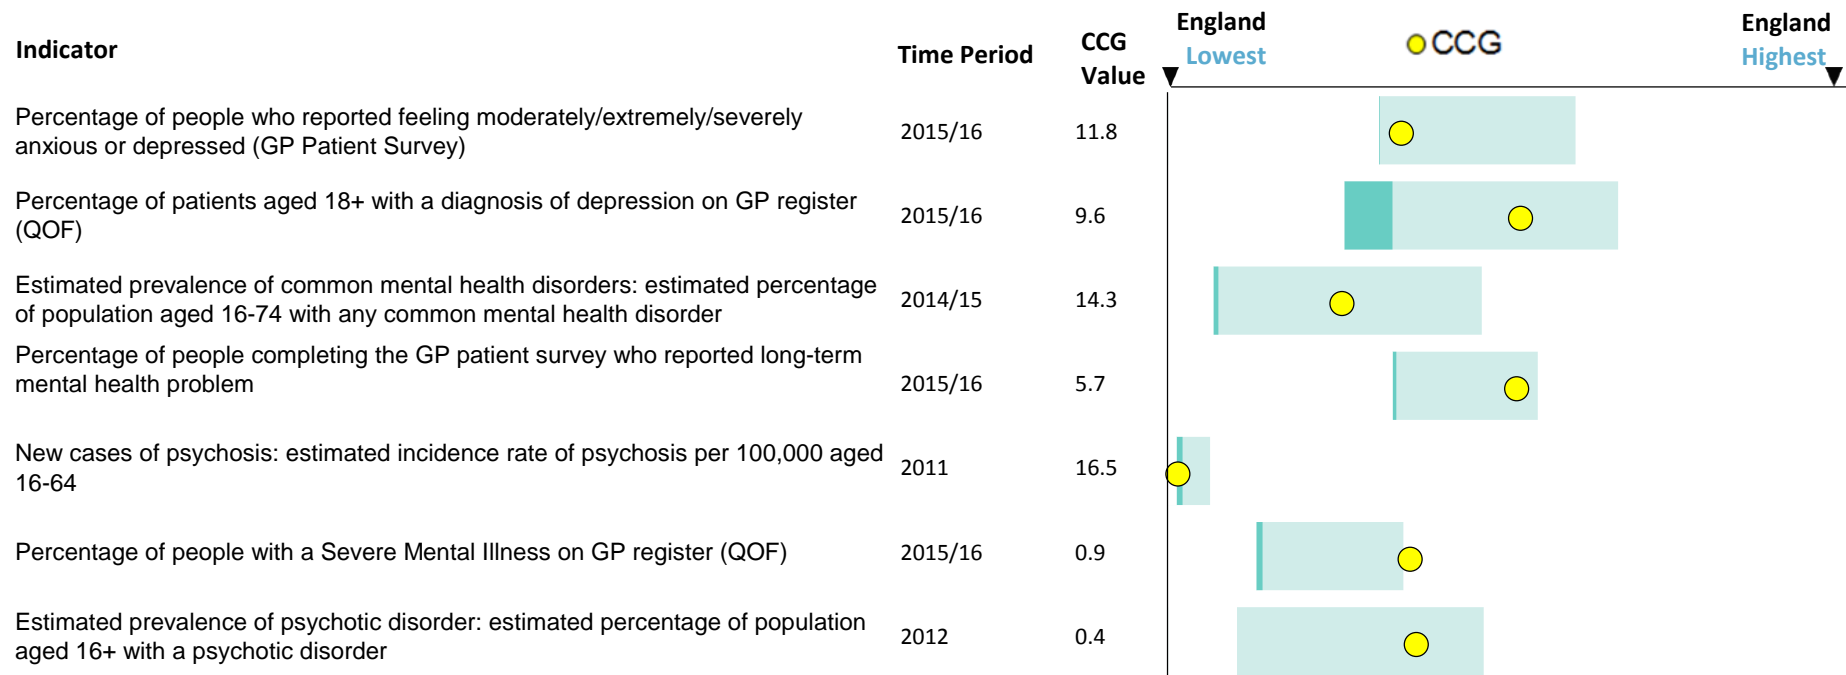 Indicator
Time Period
CCG
Value
England
Lowest
CCG
England
Highest
Percentage of people who reported feeling moderately/extremely/severely
anxious or depressed (GP Patient Survey)
2015/16
11.8
Percentage of patients aged 18+ with a diagnosis of depression on GP register
(QOF)
2015/16
9.6
Estimated prevalence of common mental health disorders: estimated percentage
of population aged 16-74 with any common mental health disorder
2014/15
14.3
Percentage of people completing the GP patient survey who reported long-term
mental health problem
2015/16
5.7
New cases of psychosis: estimated incidence rate of psychosis per 100,000 aged
16-64
2011
16.5
Percentage of people with a Severe Mental Illness on GP register (QOF)
2015/16
0.9
Estimated prevalence of psychotic disorder: estimated percentage of population
aged 16+ with a psychotic disorder
2012
0.4